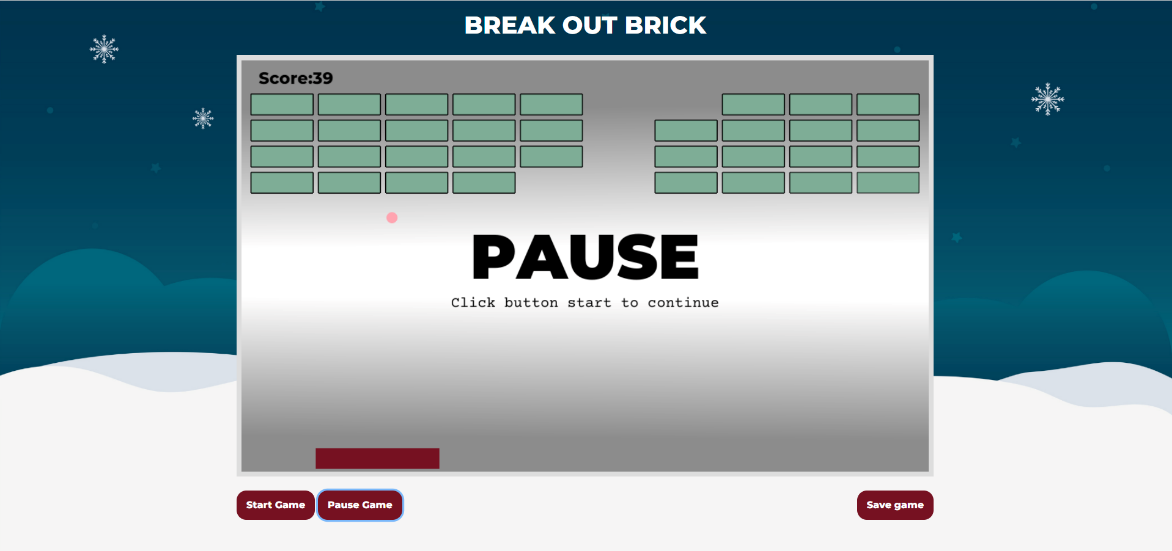 BREAK OUT BRICK
Score:39
PAUSE
Click button start to continue
Start Game
Pause Game
Save game